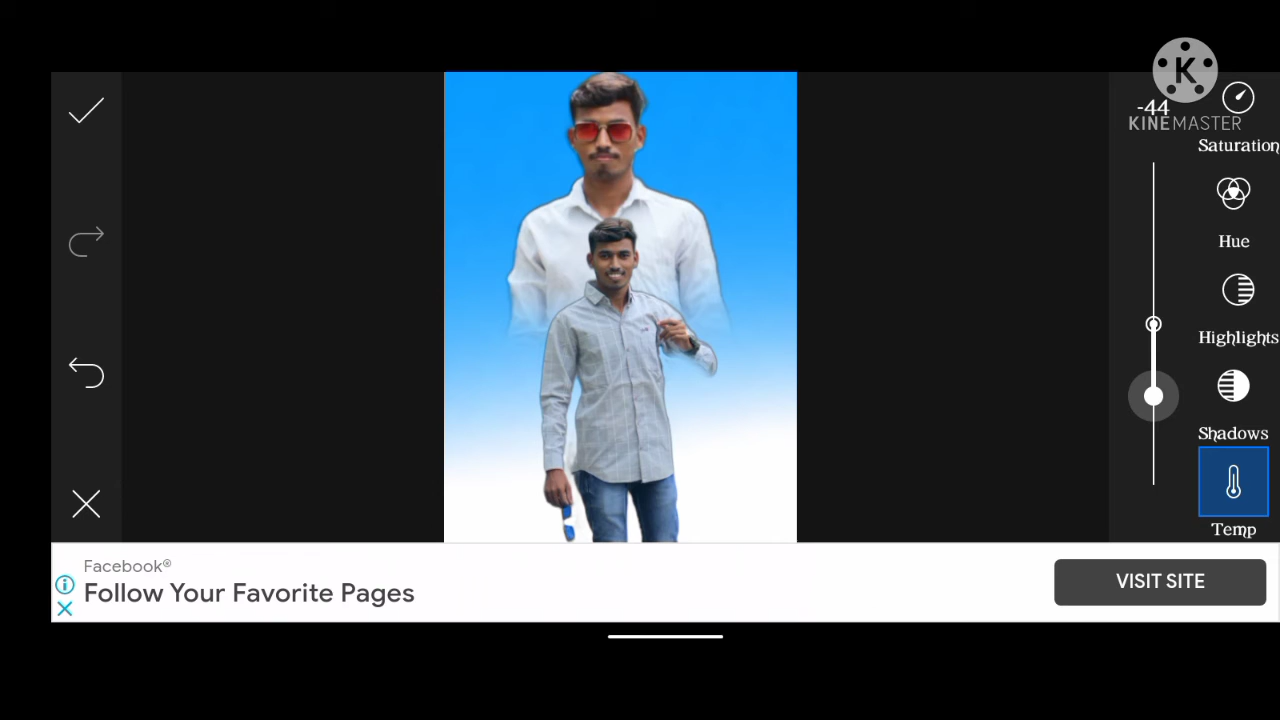 -44
KINEMASTER
Saturation
Hue
Highlights
Shadows
Temp
Facebook®
Follow Your Favorite Pages
VISIT SITE